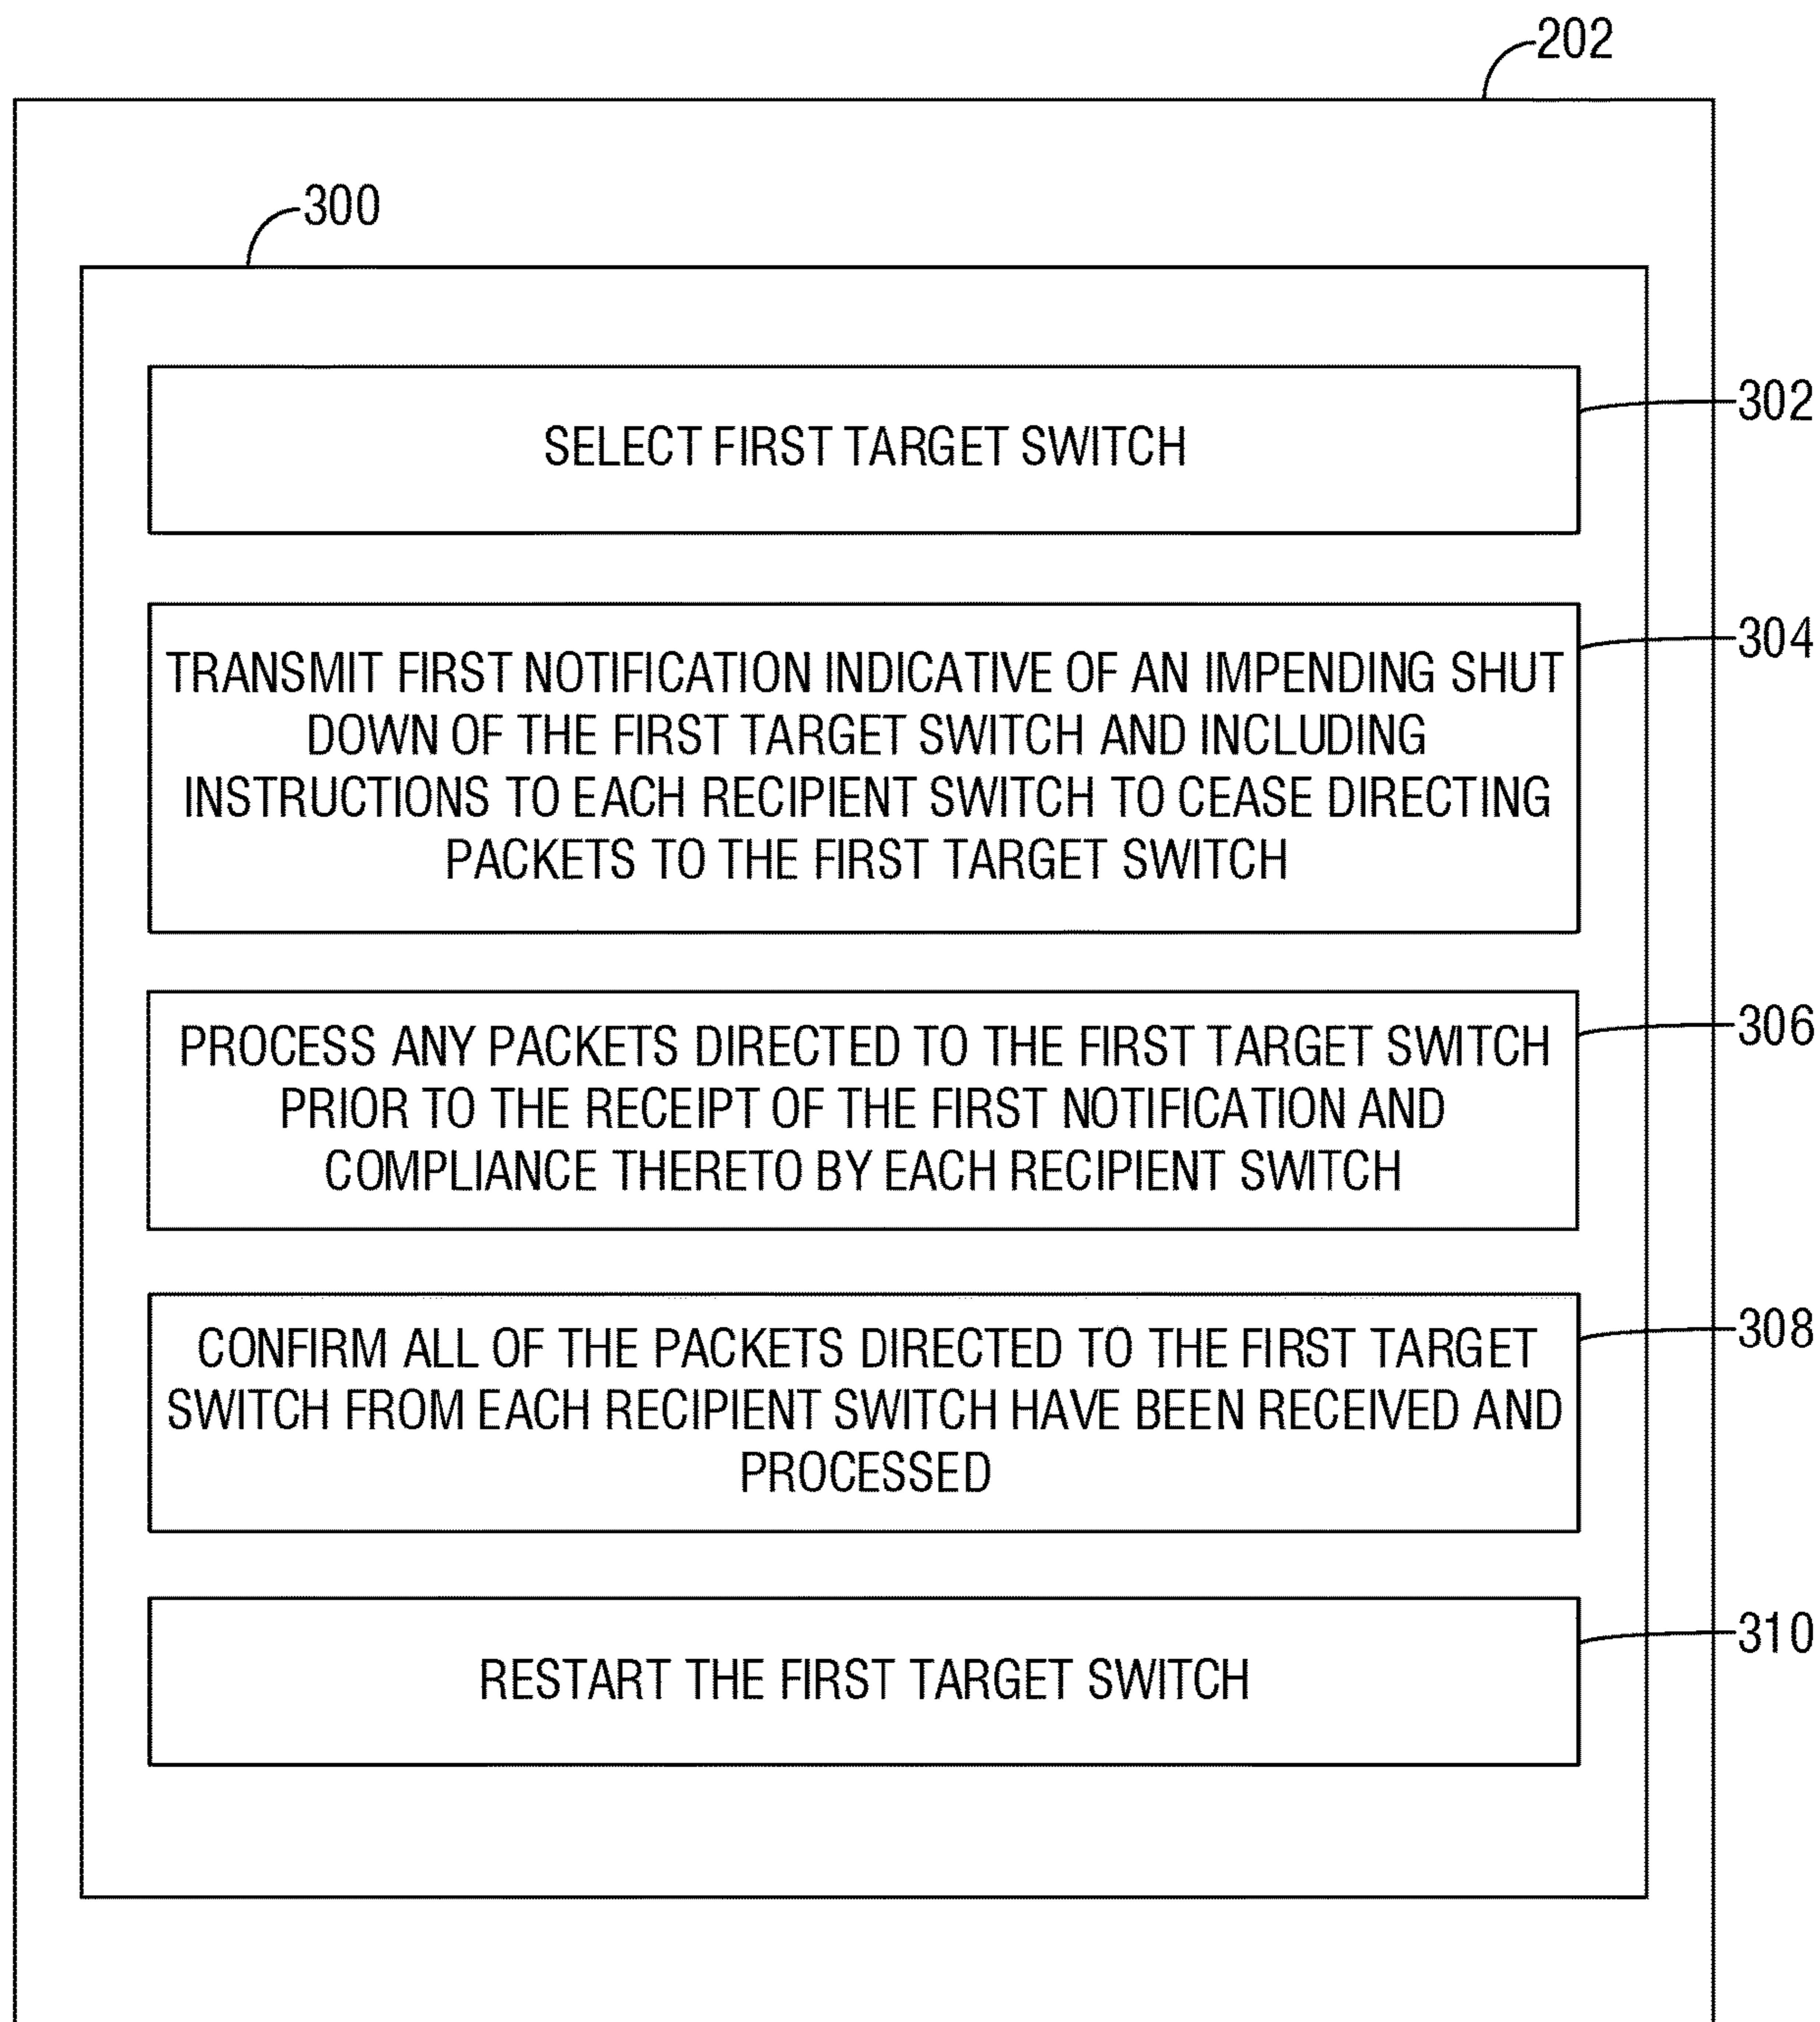 202
300
SELECT FIRST TARGET SWITCH
302
TRANSMIT FIRST NOTIFICATION INDICATIVE OF AN IMPENDING SHUT
DOWN OF THE FIRST TARGET SWITCH AND INCLUDING
INSTRUCTIONS TO EACH RECIPIENT SWITCH TO CEASE DIRECTING
PACKETS TO THE FIRST TARGET SWITCH
304
PROCESS ANY PACKETS DIRECTED TO THE FIRST TARGET SWITCH
PRIOR TO THE RECEIPT OF THE FIRST NOTIFICATION AND
COMPLIANCE THERETO BY EACH RECIPIENT SWITCH
306
CONFIRM ALL OF THE PACKETS DIRECTED TO THE FIRST TARGET
SWITCH FROM EACH RECIPIENT SWITCH HAVE BEEN RECEIVED AND
PROCESSED
308
RESTART THE FIRST TARGET SWITCH
310